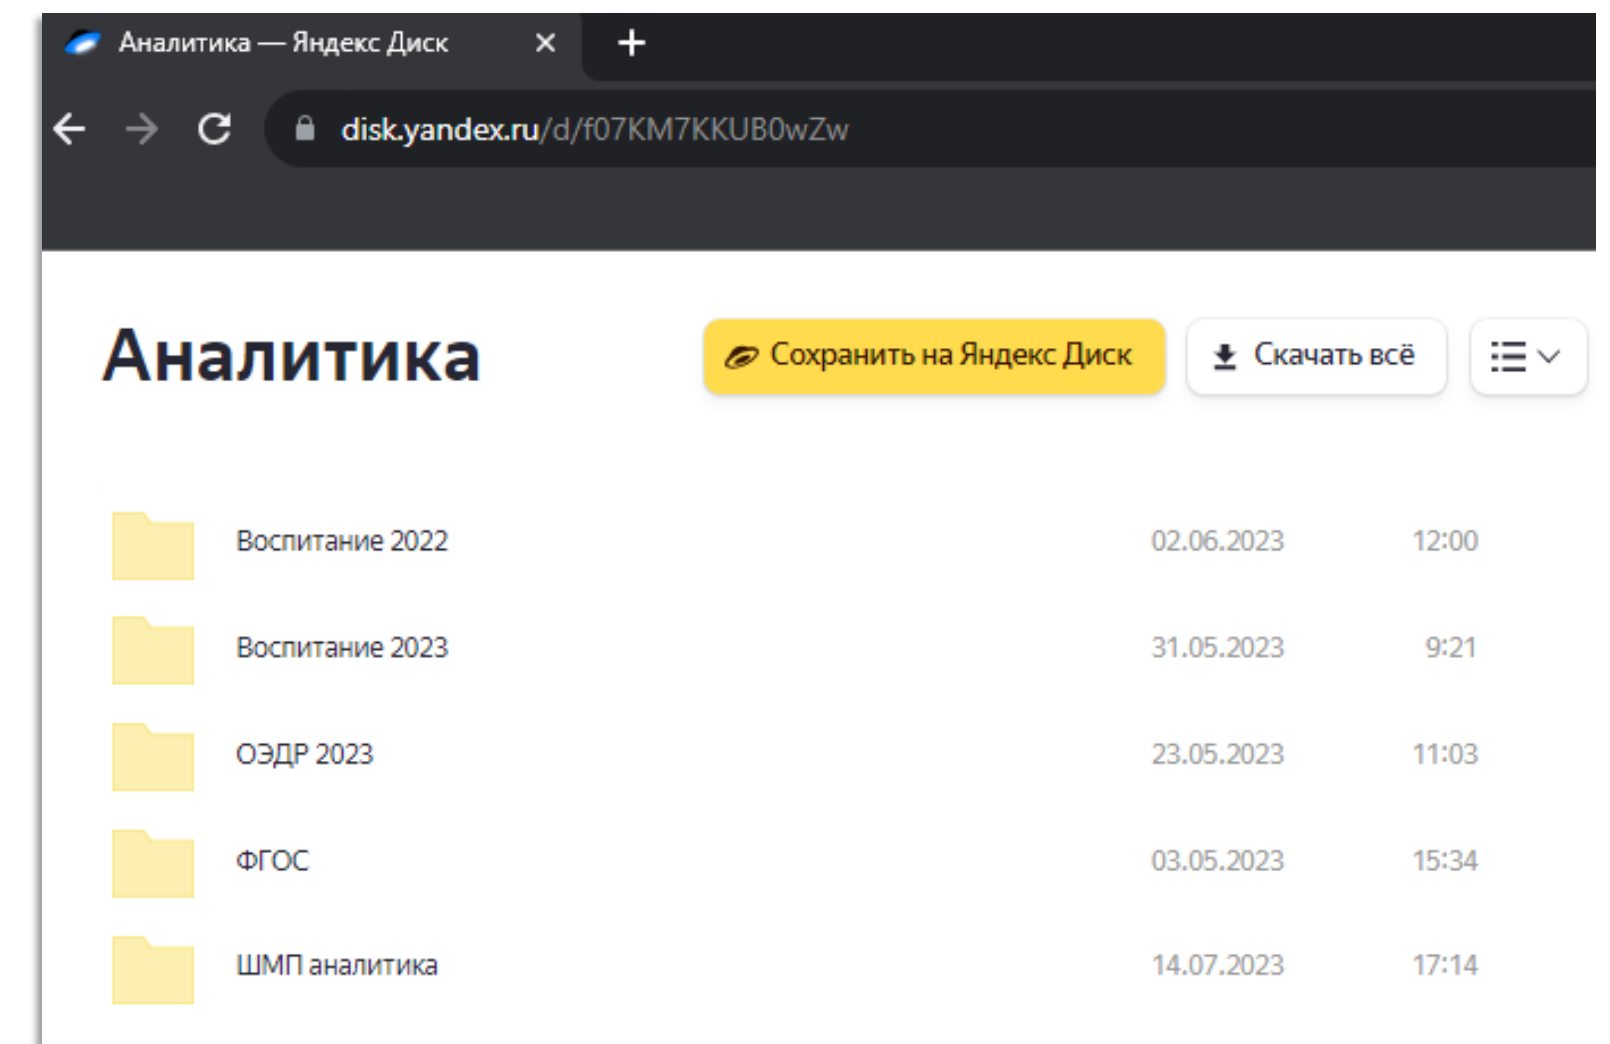 Аналитика — Яндекс Диск
disk.yandex.ru/d/f07KM7KKUB0wZw
Аналитика Сохранить на Яндекс Диск Скачать всё
Воспитание 2022 02.06.2023 12:00
Воспитание 2023 31.05.2023 9:21
ОЭДР 2023 23.05.2023 11:03
ФГОС 03.05.2023 15:34
ШМП аналитика 14.07.2023 17:14